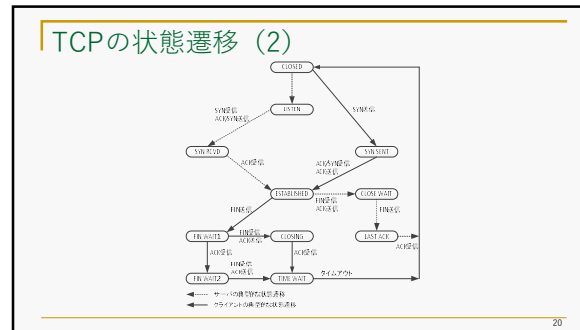 TCPの状態遷移（2）
CLOSED
LISTEN
SYN受信
ACK/SYN送信
SYN送信
SYN RCVD
SYN SENT
ACK受信
ACK/SYN受信
ACK送信
ESTABLISHED
CLOSE WAIT
FIN受信
ACK送信
FIN送信
FIN送信
FIN WAIT1
FIN受信
ACK送信
CLOSING
LAST ACK
ACK受信
ACK受信
ACK受信
FIN受信
ACK送信
タイムアウト
FIN WAIT2
TIME WAIT
サーバの典型的な状態遷移
クライアントの典型的な状態遷移
20